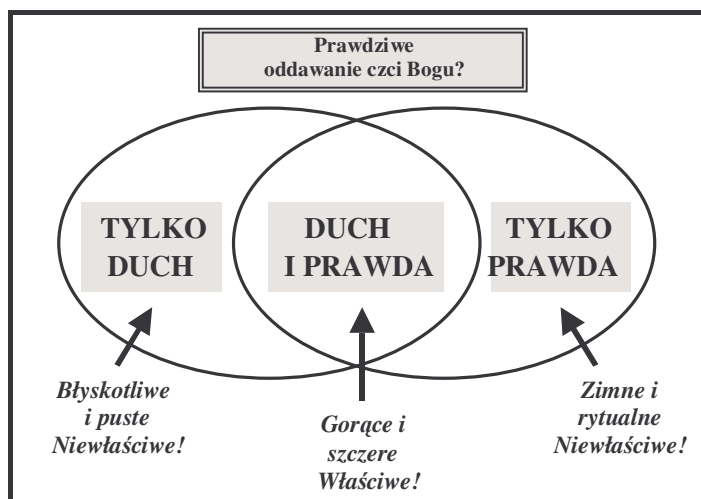 Prawdziwe
oddawanie czci Bogu?
TYLKO
DUCH
DUCH
I PRAWDA
TYLKO
PRAWDA
Błyskotliwe
i puste
Niewłaściwe!
Gorące i
szczere
Właściwe!
Zimne i
rytualne
Niewłaściwe!